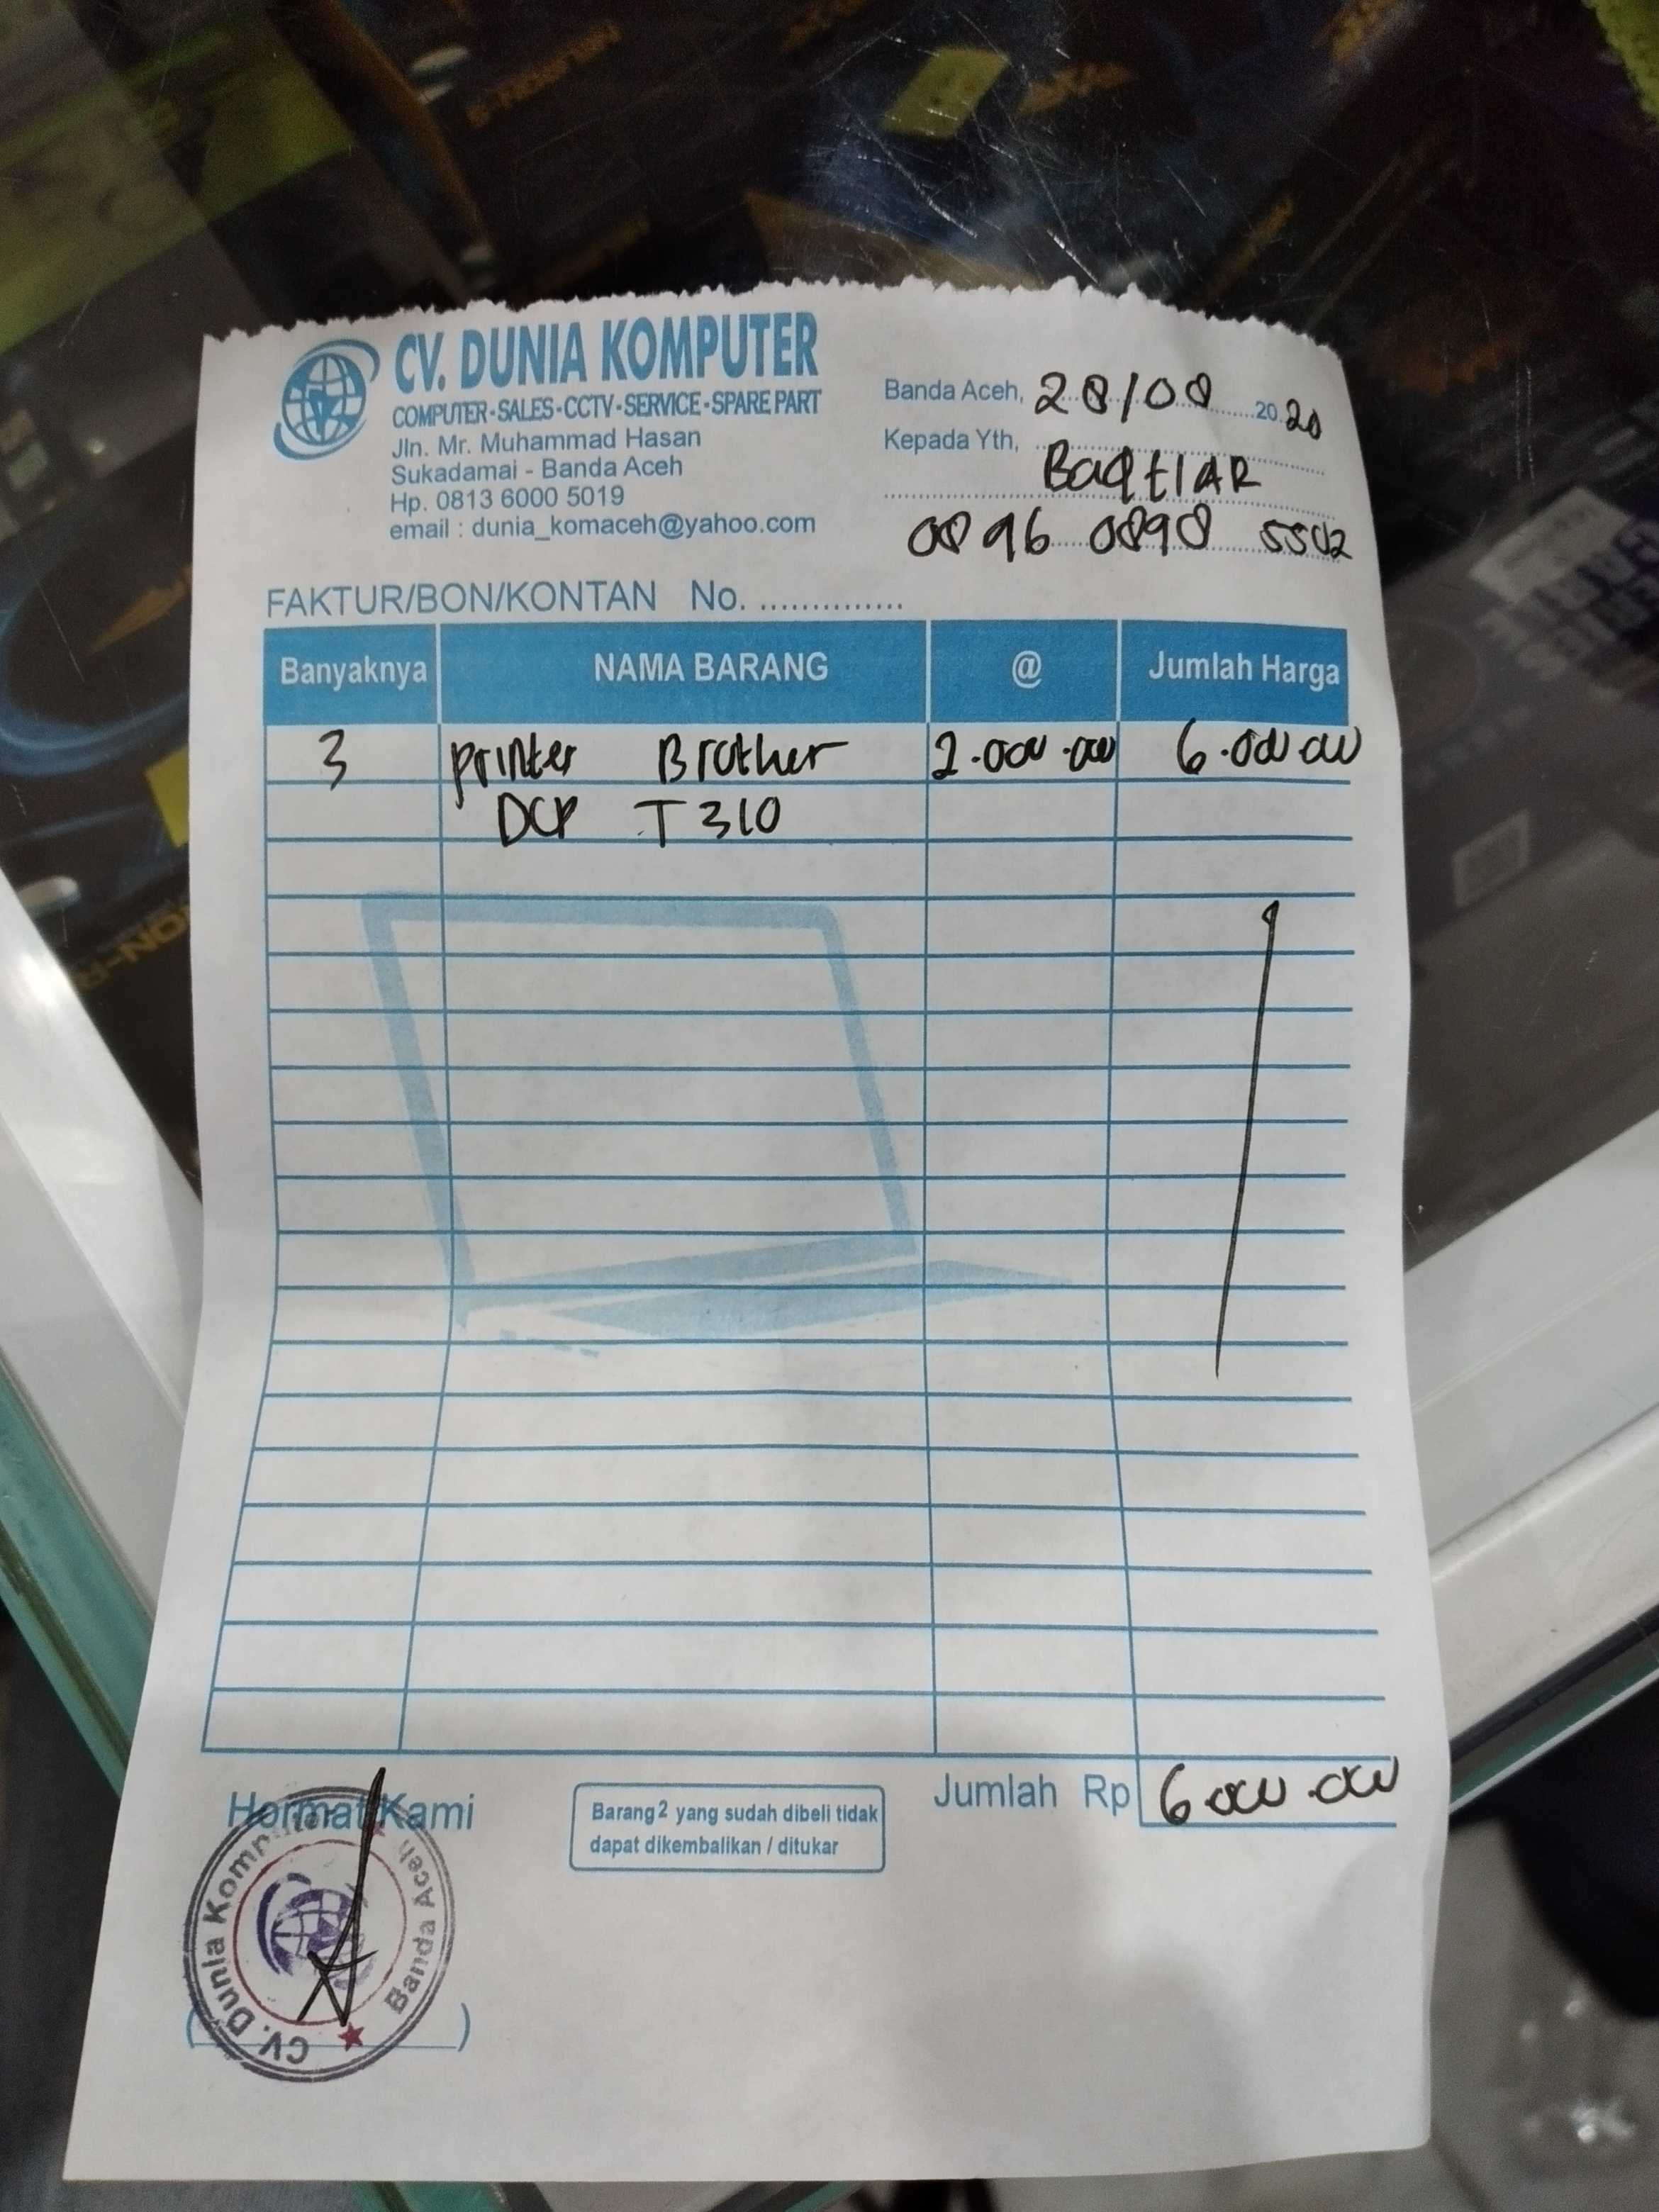 CV. DUNIA KOMPUTER
COMPUTER - SALES - CCTV - SERVICE - SPARE PART
Jln. Mr. Muhammad Hasan
Sukadamai - Banda Aceh
Hp. 0813 6000 5019
email : dunia_komaceh@yahoo.com
Banda Aceh, 28/08 2020
Kepada Yth,
BaqtIAR
0896 0898 5502
FAKTUR/BON/KONTAN No. ...............
Banyaknya NAMA BARANG @ Jumlah Harga
3 printer Brother 2.000.000 6.000.000
DCP T310
Hormat Kami
Barang2 yang sudah dibeli tidak
dapat dikembalikan / ditukar
Jumlah Rp 6.000.000
CV. Dunia Komputer
Banda Aceh